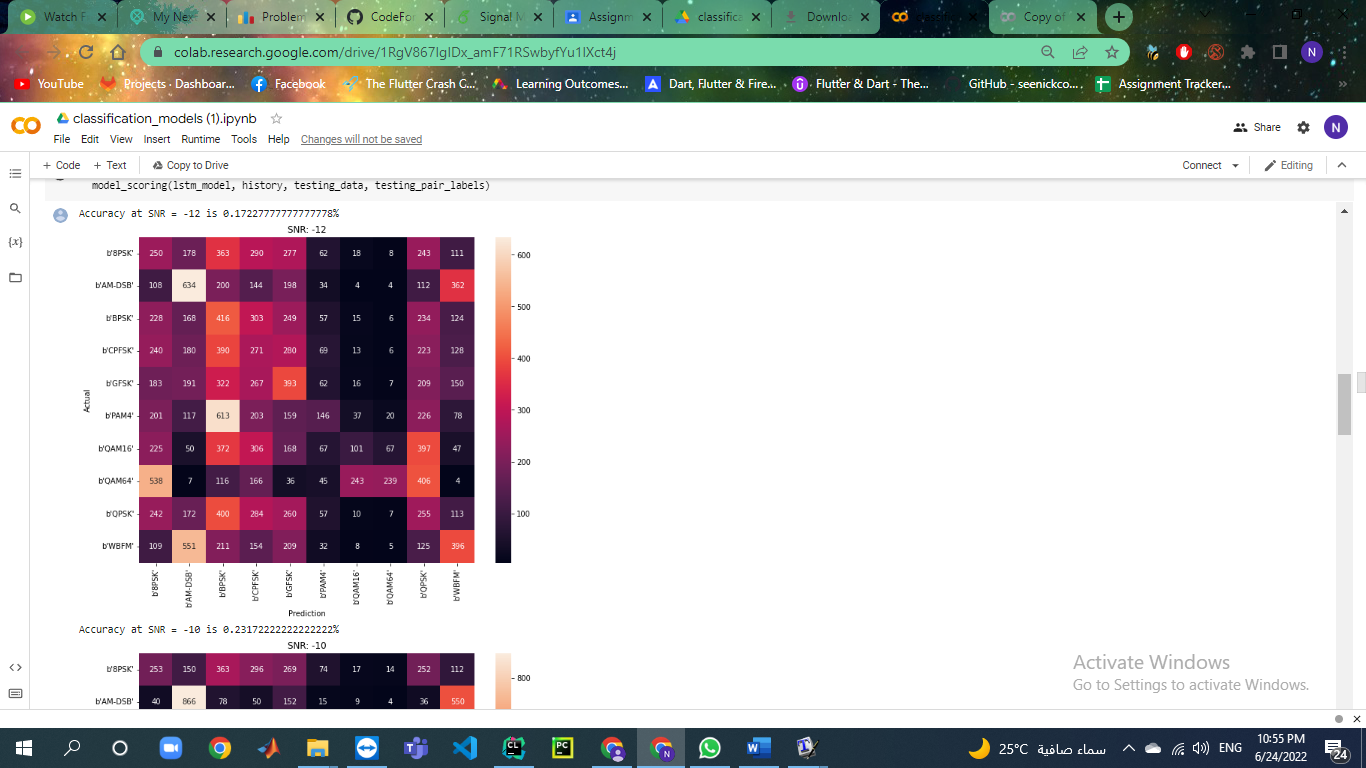 Watch F
My Nex
Problem
CodeFor
Signal M
Assignm
classifica
Downloa
Copy of
colab.research.google.com/drive/1RgV867IgIDx_amF71RSwbyfYu1lXct4j
YouTube Projects · Dashboar... Facebook The Flutter Crash C... Learning Outcomes... Dart, Flutter & Fire... Flutter & Dart - The... GitHub - seenickco... Assignment Tracker... »
classification_models (1).ipynb
File Edit View Insert Runtime Tools Help Changes will not be saved
Share N
+ Code + Text Copy to Drive
Connect Editing
model_scoring(lstm_model, history, testing_data, testing_pair_labels)
Accuracy at SNR = -12 is 0.17227777777777778%
SNR: -12
b'8PSK' 250 178 363 290 277 62 18 8 243 111
b'AM-DSB' 108 634 200 144 198 34 4 4 112 362
b'BPSK' 228 168 416 303 249 57 15 6 234 124
b'CPFSK' 240 180 390 271 280 69 13 6 223 128
b'GFSK' 183 191 322 267 393 62 16 7 209 150
b'PAM4' 201 117 613 203 159 146 37 20 226 78
b'QAM16' 225 50 372 306 168 67 101 67 397 47
b'QAM64' 538 7 116 166 36 45 243 239 406 4
b'QPSK' 242 172 400 284 260 57 10 7 255 113
b'WBFM' 109 551 211 154 209 32 8 5 125 396
Actual
b'8PSK' b'AM-DSB' b'BPSK' b'CPFSK' b'GFSK' b'PAM4' b'QAM16' b'QAM64' b'QPSK' b'WBFM'
Prediction
600
500
400
300
200
100
Accuracy at SNR = -10 is 0.23172222222222222%
SNR: -10
b'8PSK' 253 150 363 296 269 74 17 14 252 112
b'AM-DSB' 40 866 78 50 152 15 9 4 36 550
800
Activate Windows
Go to Settings to activate Windows.
25°C سماء صافية
ENG
10:55 PM
6/24/2022
24